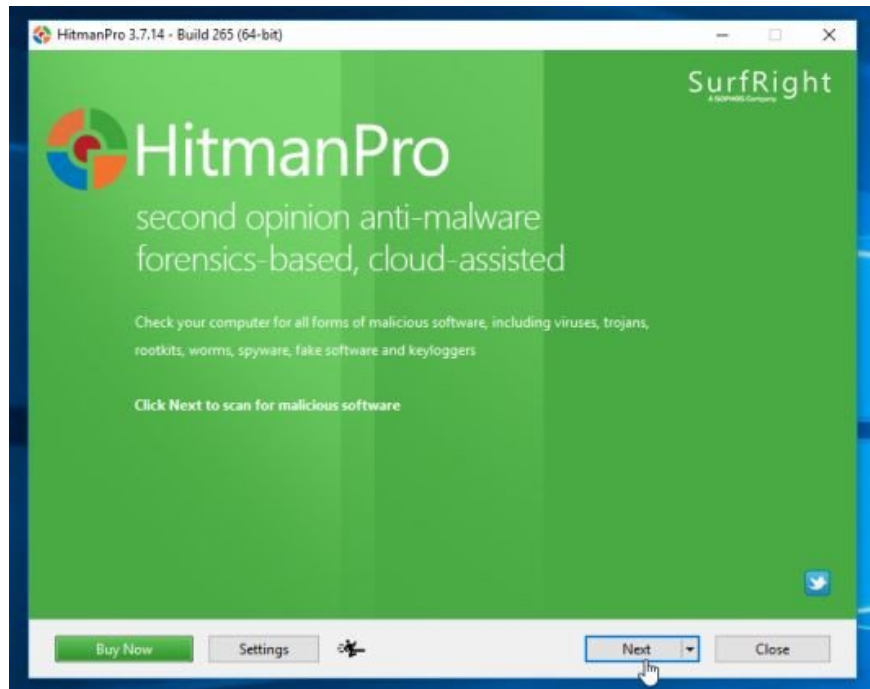 HitmanPro 3.7.14 - Build 265 (64-bit)
SurfRight
A SOPHOS Company
HitmanPro
second opinion anti-malware
forensics-based, cloud-assisted
Check your computer for all forms of malicious software, including viruses, trojans,
rootkits, worms, spyware, fake software and keyloggers
Click Next to scan for malicious software
Buy Now
Settings
Next
Close